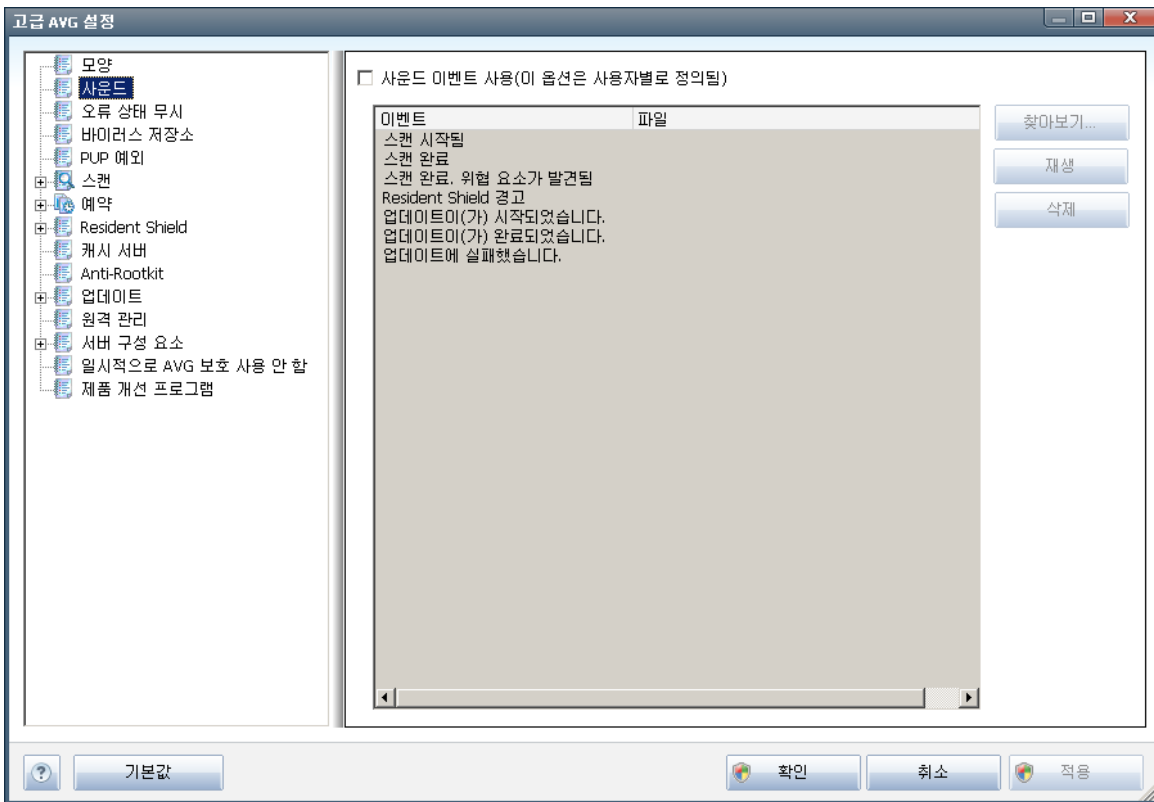 고급 AVG 설정
모양
사운드
오류 상태 무시
바이러스 저장소
PUP 예외
스캔
예약
Resident Shield
캐시 서버
Anti-Rootkit
업데이트
원격 관리
서버 구성 요소
일시적으로 AVG 보호 사용 안 함
제품 개선 프로그램
사운드 이벤트 사용(이 옵션은 사용자별로 정의됨)
이벤트 파일
스캔 시작됨
스캔 완료
스캔 완료. 위협 요소가 발견됨
Resident Shield 경고
업데이트이(가) 시작되었습니다.
업데이트이(가) 완료되었습니다.
업데이트에 실패했습니다.
찾아보기...
재생
삭제
? 기본값 확인 취소 적용